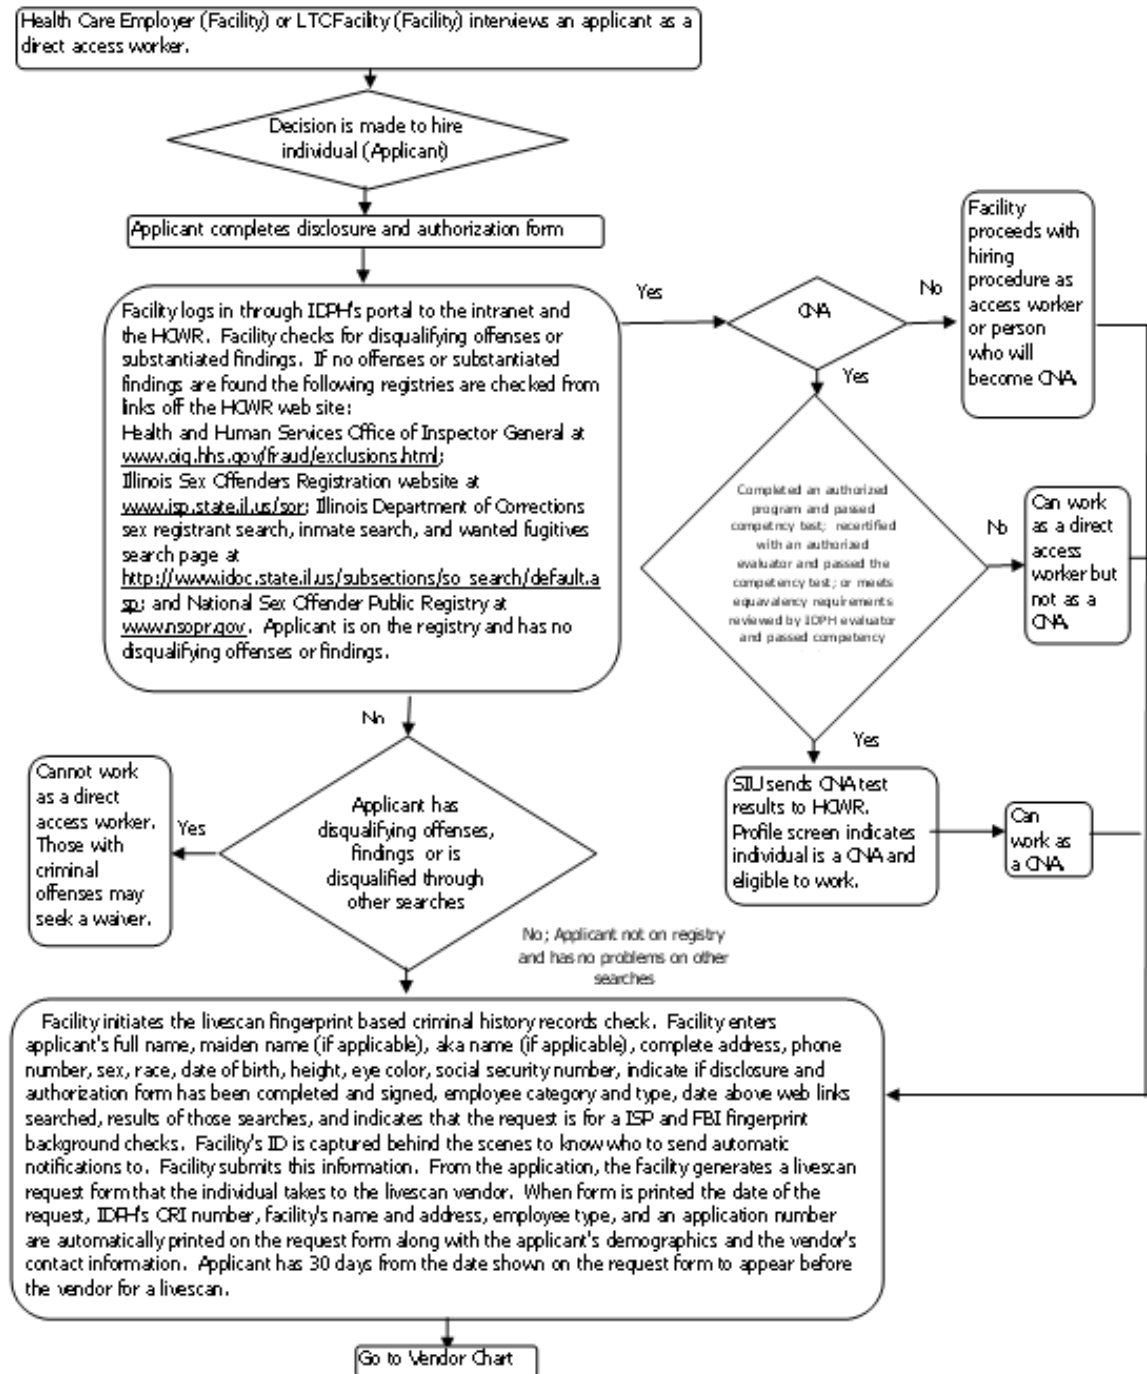 Health Care Employer (Facility) or LTCFacility (Facility) interviews an applicant as a
direct access worker.
Decision is made to hire
individual (Applicant)
Applicant completes disclosure and authorization form
Facility logs in through IDPH's portal to the intranet and
the HCWR. Facility checks for disqualifying offenses or
substantiated findings. If no offenses or substantiated
findings are found the following registries are checked from
links off the HCWR web site:
Health and Human Services Office of Inspector General at
www.oig.hhs.gov/fraud/exclusions.html;
Illinois Sex Offenders Registration website at
www.isp.state.il.us/sor; Illinois Department of Corrections
sex registrant search, inmate search, and wanted fugitives
search page at
http://www.idoc.state.il.us/subsections/so_search/default.a
sp; and National Sex Offender Public Registry at
www.nsopr.gov. Applicant is on the registry and has no
disqualifying offenses or findings.
Yes
CNA
No
Facility
proceeds with
hiring
procedure as
access worker
or person
who will
become CNA.
Yes
Completed an authorized
program and passed
competncy test; recertified
with an authorized
evaluator and passed the
competency test; or meets
equavalency requirements
reviewed by IDPH evaluator
and passed competency
No
Can work
as a direct
access
worker but
not as a
CNA.
Yes
SIU sends CNA test
results to HCWR.
Profile screen indicates
individual is a CNA and
eligible to work.
Can
work as
a CNA.
No
Applicant has
disqualifying offenses,
findings or is
disqualified through
other searches
Yes
Cannot work
as a direct
access worker.
Those with
criminal
offenses may
seek a waiver.
No; Applicant not on registry
and has no problems on other
searches
Facility initiates the livescan fingerprint based criminal history records check. Facility enters
applicant's full name, maiden name (if applicable), aka name (if applicable), complete address, phone
number, sex, race, date of birth, height, eye color, social security number, indicate if disclosure and
authorization form has been completed and signed, employee category and type, date above web links
searched, results of those searches, and indicates that the request is for a ISP and FBI fingerprint
background checks. Facility's ID is captured behind the scenes to know who to send automatic
notifications to. Facility submits this information. From the application, the facility generates a livescan
request form that the individual takes to the livescan vendor. When form is printed the date of the
request, IDPH's CRI number, facility's name and address, employee type, and an application number
are automatically printed on the request form along with the applicant's demographics and the vendor's
contact information. Applicant has 30 days from the date shown on the request form to appear before
the vendor for a livescan.
Go to Vendor Chart